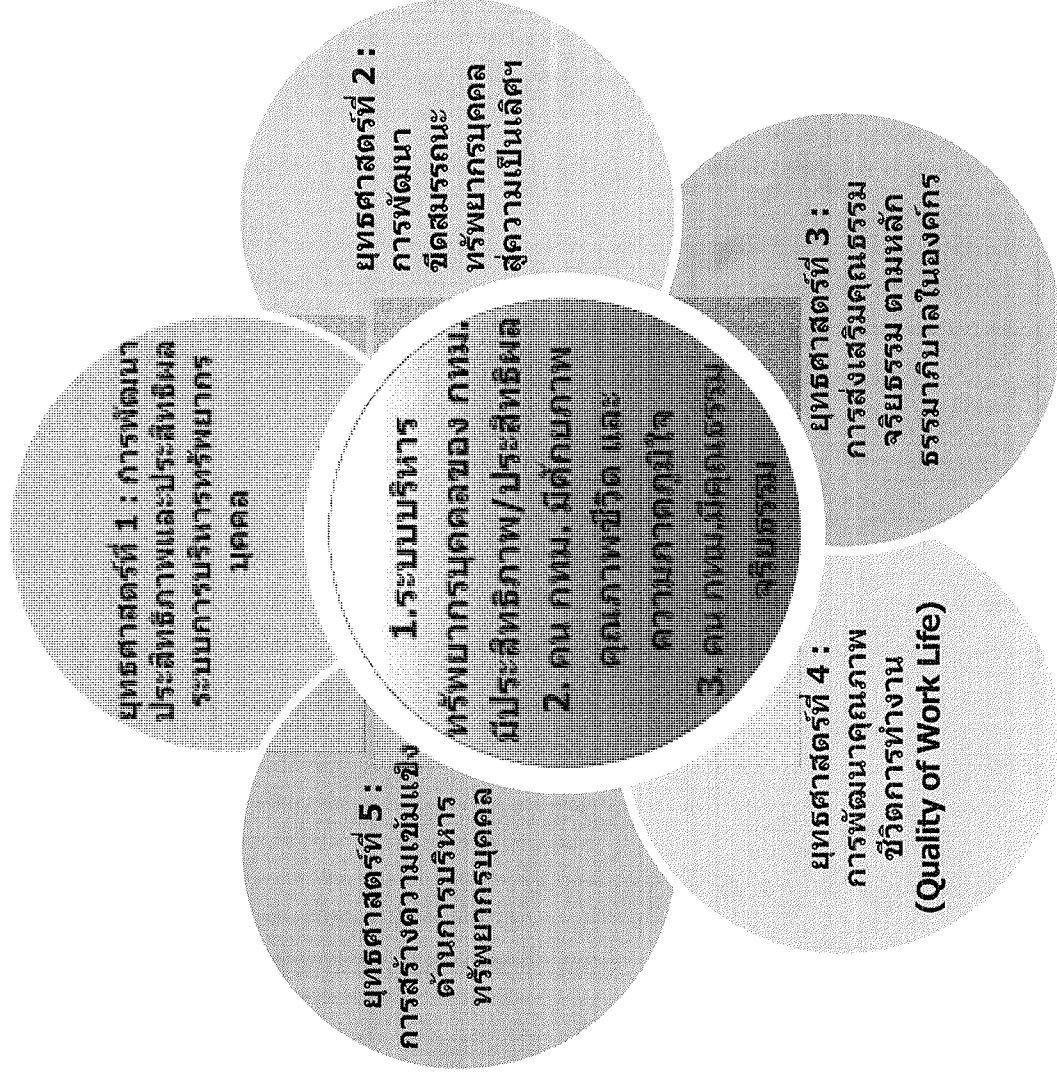 ยุทธศาสตร์ที่ 1 : การพัฒนา
ประสิทธิภาพและประสิทธิผล
ระบบการบริหารทรัพยากร
บุคคล
ยุทธศาสตร์ที่ 2 :
การพัฒนา
ขีดสมรรถนะ
ทรัพยากรบุคคล
สู่ความเป็นเลิศฯ
ยุทธศาสตร์ที่ 3 :
การส่งเสริมคุณธรรม
จริยธรรม ตามหลัก
ธรรมาภิบาลในองค์กร
ยุทธศาสตร์ที่ 4 :
การพัฒนาคุณภาพ
ชีวิตการทำงาน
(Quality of Work Life)
ยุทธศาสตร์ที่ 5 :
การสร้างความเข้มแข็ง
ด้านการบริหาร
ทรัพยากรบุคคล
1.ระบบบริหาร
ทรัพยากรบุคคลของ กทม.
มีประสิทธิภาพ/ประสิทธิผล
2. คน กทม. มีศักยภาพ
คุณภาพชีวิต และ
ความภาคภูมิใจ
3. คน กทม.มีคุณธรรม
จริยธรรม